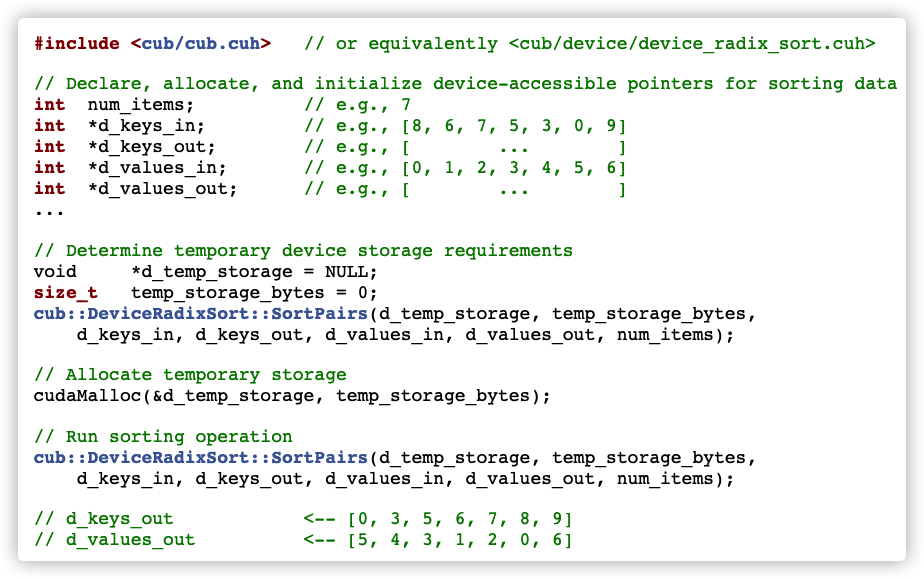 #include <cub/cub.cuh>   // or equivalently <cub/device/device_radix_sort.cuh>
// Declare, allocate, and initialize device-accessible pointers for sorting data
int  num_items;          // e.g., 7
int  *d_keys_in;         // e.g., [8, 6, 7, 5, 3, 0, 9]
int  *d_keys_out;        // e.g., [        ...        ]
int  *d_values_in;       // e.g., [0, 1, 2, 3, 4, 5, 6]
int  *d_values_out;      // e.g., [        ...        ]
...
// Determine temporary device storage requirements
void     *d_temp_storage = NULL;
size_t   temp_storage_bytes = 0;
cub::DeviceRadixSort::SortPairs(d_temp_storage, temp_storage_bytes,
    d_keys_in, d_keys_out, d_values_in, d_values_out, num_items);
// Allocate temporary storage
cudaMalloc(&d_temp_storage, temp_storage_bytes);
// Run sorting operation
cub::DeviceRadixSort::SortPairs(d_temp_storage, temp_storage_bytes,
    d_keys_in, d_keys_out, d_values_in, d_values_out, num_items);
// d_keys_out            <-- [0, 3, 5, 6, 7, 8, 9]
// d_values_out          <-- [5, 4, 3, 1, 2, 0, 6]